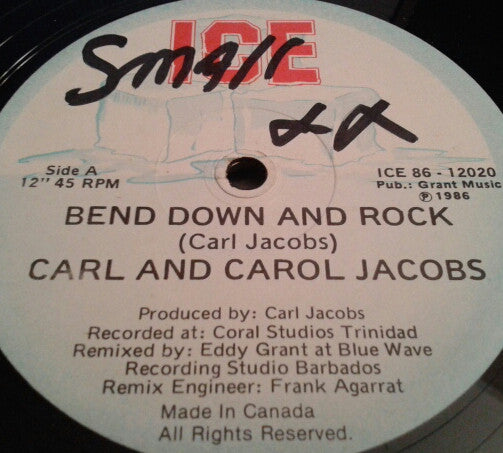 ICE
Small
xx
Side A
12" 45 RPM
ICE 86 - 12020
Pub.: Grant Music
℗ 1986
BEND DOWN AND ROCK
(Carl Jacobs)
CARL AND CAROL JACOBS
Produced by: Carl Jacobs
Recorded at: Coral Studios Trinidad
Remixed by: Eddy Grant at Blue Wave
Recording Studio Barbados
Remix Engineer: Frank Agarrat
Made In Canada
All Rights Reserved.